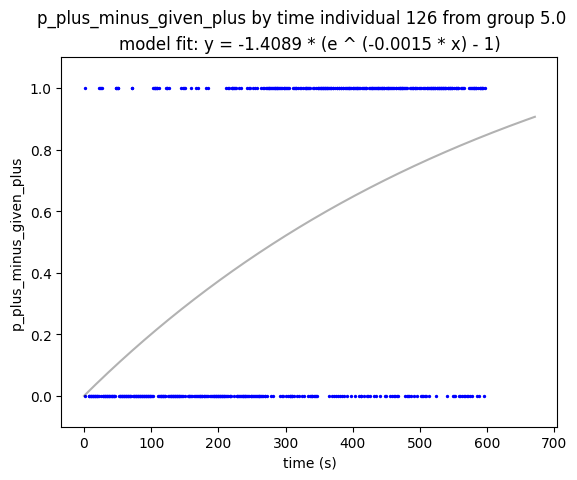 p_plus_minus_given_plus by time individual 126 from group 5.0
model fit: y = -1.4089 * (e ^ (-0.0015 * x) - 1)
p_plus_minus_given_plus
1.0
0.8
0.6
0.4
0.2
0.0
0 100 200 300 400 500 600 700
time (s)